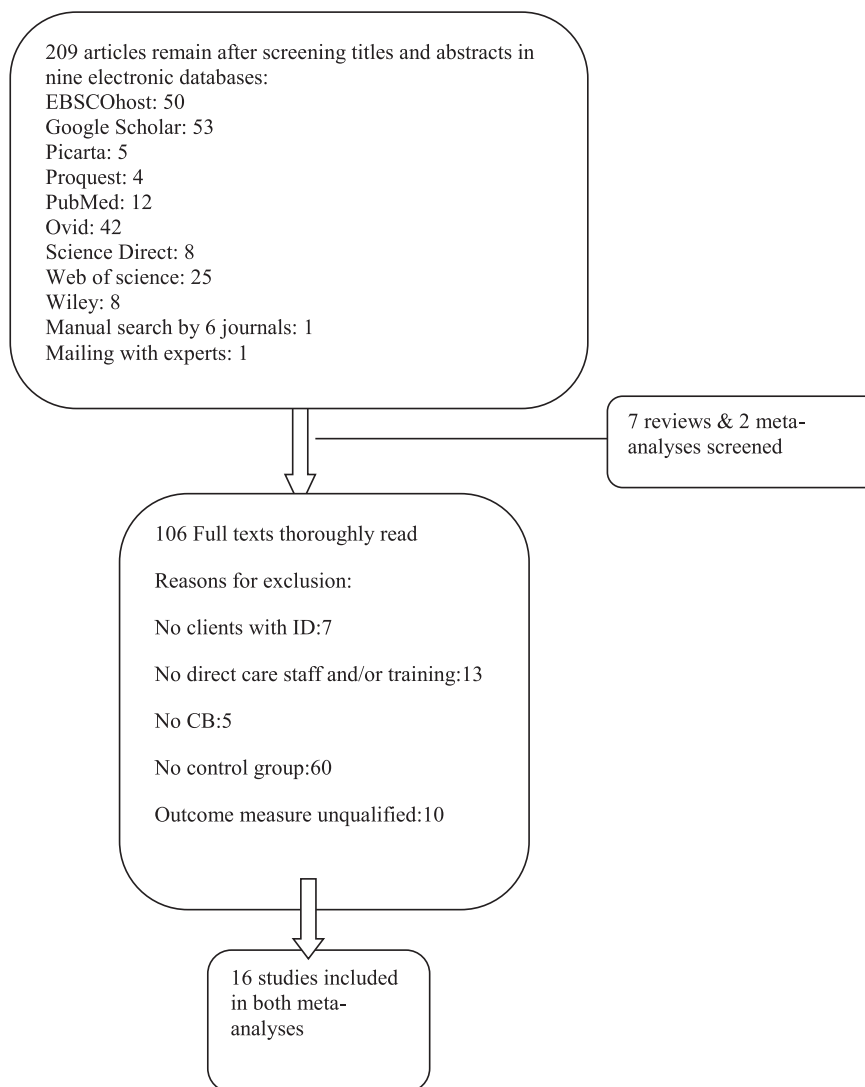 209 articles remain after screening titles and abstracts in
nine electronic databases:
EBSCOhost: 50
Google Scholar: 53
Picarta: 5
Proquest: 4
PubMed: 12
Ovid: 42
Science Direct: 8
Web of science: 25
Wiley: 8
Manual search by 6 journals: 1
Mailing with experts: 1
7 reviews & 2 meta-
analyses screened
106 Full texts thoroughly read
Reasons for exclusion:
No clients with ID:7
No direct care staff and/or training:13
No CB:5
No control group:60
Outcome measure unqualified:10
16 studies included
in both meta-
analyses